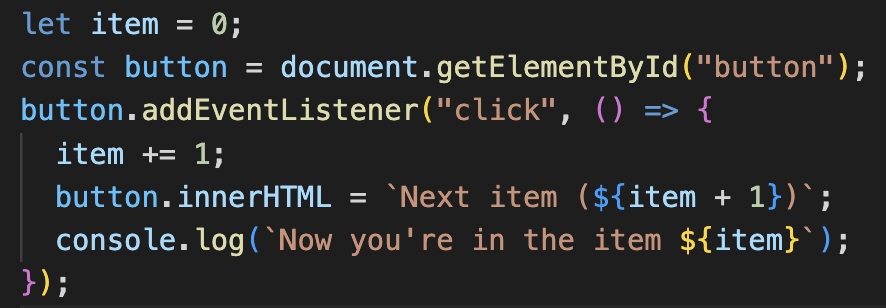 let item = 0;
const button = document.getElementById("button");
button.addEventListener("click", () => {
  item += 1;
  button.innerHTML = `Next item (${item + 1})`;
  console.log(`Now you're in the item ${item}`);
});